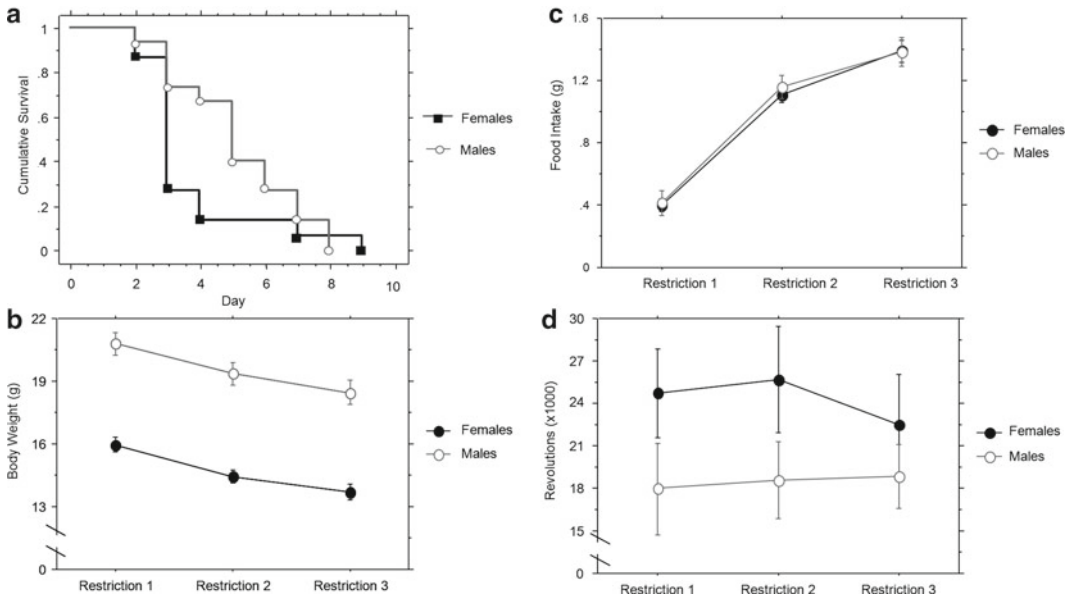 a
1
.8
.6
.4
.2
0
Cumulative Survival
0 2 4 6 8 10
Day
Females
Males
b
22
19
16
13
0
Body Weight (g)
Restriction 1 Restriction 2 Restriction 3
Females
Males
c
1.6
1.2
.8
.4
0
Food Intake (g)
Restriction 1 Restriction 2 Restriction 3
Females
Males
d
30
27
24
21
18
15
0
Revolutions (x1000)
Restriction 1 Restriction 2 Restriction 3
Females
Males